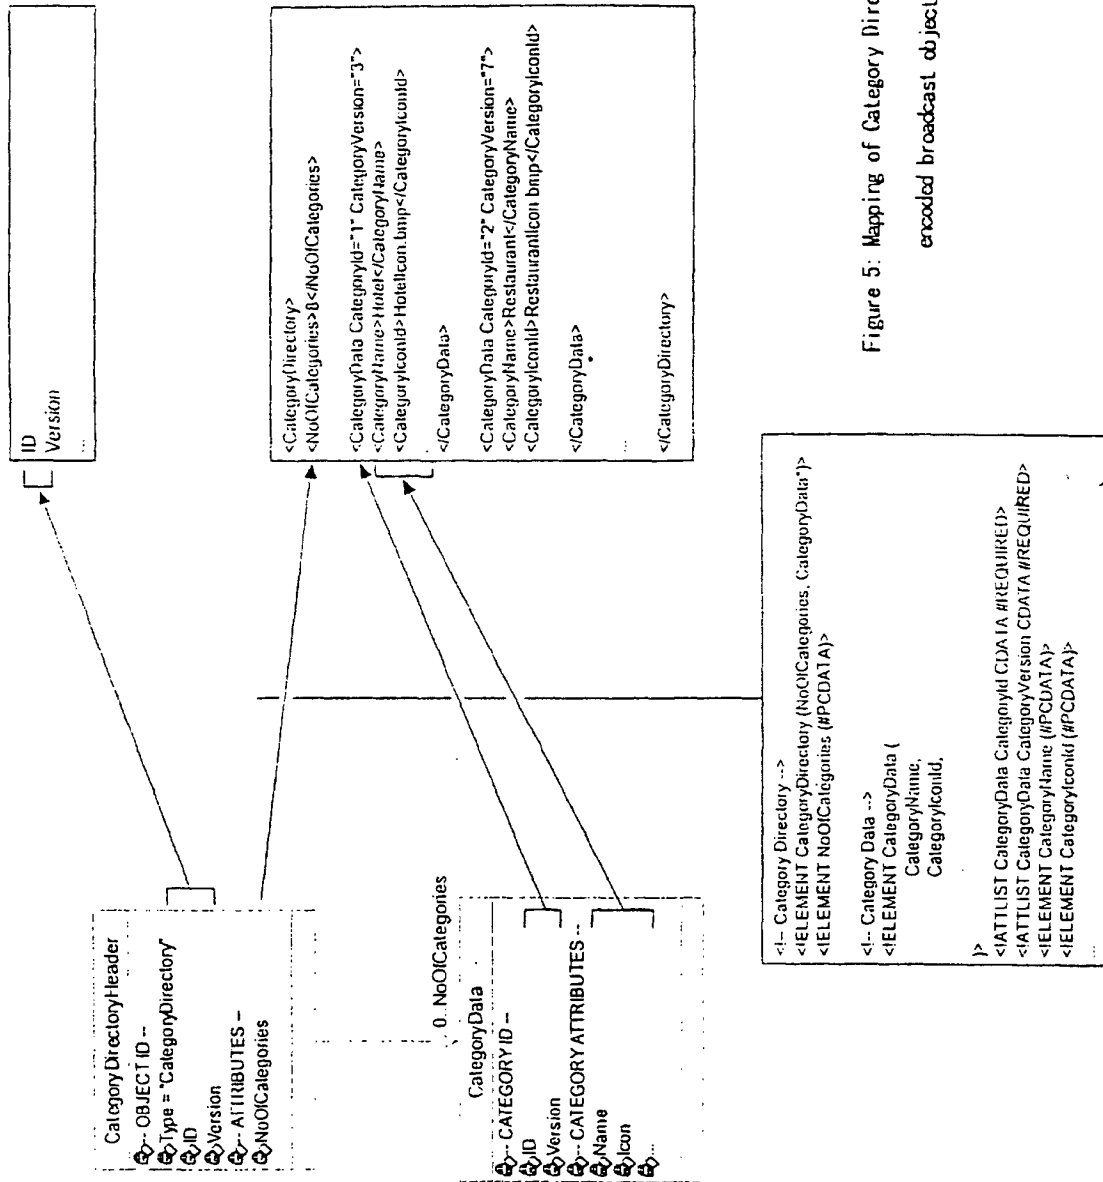 CategoryDirectoryHeader
-- OBJECT ID --
Type = "CategoryDirectory"
ID
Version
-- ATTRIBUTES --
NoOfCategories
0..NoOfCategories
CategoryData
-- CATEGORY ID --
ID
Version
-- CATEGORY ATTRIBUTES --
Name
Icon
...
ID
Version
...
<CategoryDirectory>
<NoOfCategories>8</NoOfCategories>
<CategoryData CategoryId="1" CategoryVersion="3">
<CategoryName>Hotel</CategoryName>
<CategoryIconId>HotelIcon.bmp</CategoryIconId>
</CategoryData>
<CategoryData CategoryId="2" CategoryVersion="7">
<CategoryName>Restaurant</CategoryName>
<CategoryIconId>RestaurantIcon.bmp</CategoryIconId>
</CategoryData>
...
</CategoryDirectory>
<!-- Category Directory -->
<!ELEMENT CategoryDirectory (NoOfCategories, CategoryData*)>
<!ELEMENT NoOfCategories (#PCDATA)>
<!-- Category Data -->
<!ELEMENT CategoryData (
CategoryName,
CategoryIconId,
)>
<!ATTLIST CategoryData CategoryId CDATA #REQUIRED>
<!ATTLIST CategoryData CategoryVersion CDATA #REQUIRED>
<!ELEMENT CategoryName (#PCDATA)>
<!ELEMENT CategoryIconId (#PCDATA)>
...
Figure 5: Mapping of Category
encoded broadcast object